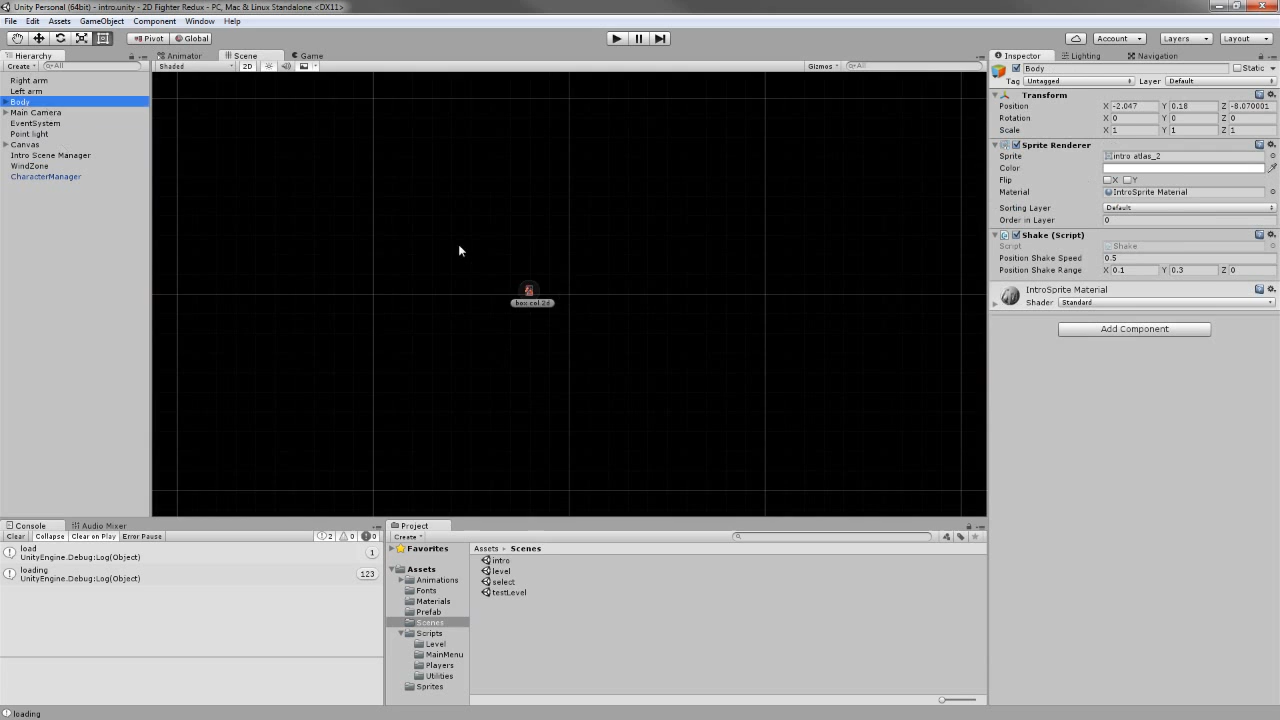 Unity Personal (64bit) - intro.unity - 2D Fighter Redux - PC, Mac & Linux Standalone <DX11>
File Edit Assets GameObject Component Window Help
Pivot Global Account Layers Layout
Hierarchy
Create All
Right arm
Left arm
Body
Main Camera
EventSystem
Point light
Canvas
Intro Scene Manager
WindZone
CharacterManager
Animator Scene Game
Shaded 2D Gizmos All
box col 2d
Inspector Lighting Navigation
Body Static
Tag Untagged Layer Default
Transform
Position X -2.047 Y 0.18 Z -8.070001
Rotation X 0 Y 0 Z 0
Scale X 1 Y 1 Z 1
Sprite Renderer
Sprite intro atlas_2
Color
Flip X Y
Material IntroSprite Material
Sorting Layer Default
Order in Layer 0
Shake (Script)
Script Shake
Position Shake Speed 0.5
Position Shake Range X 0.1 Y 0.3 Z 0
IntroSprite Material
Shader Standard
Add Component
Console Audio Mixer
Clear Collapse Clear on Play Error Pause 2 0 0
load
UnityEngine.Debug:Log(Object) 1
loading
UnityEngine.Debug:Log(Object) 123
Project
Create
Favorites
Assets
Animations
Fonts
Materials
Prefab
Scenes
Scripts
Level
MainMenu
Players
Utilities
Sprites
Assets Scenes
intro
level
select
testLevel
loading